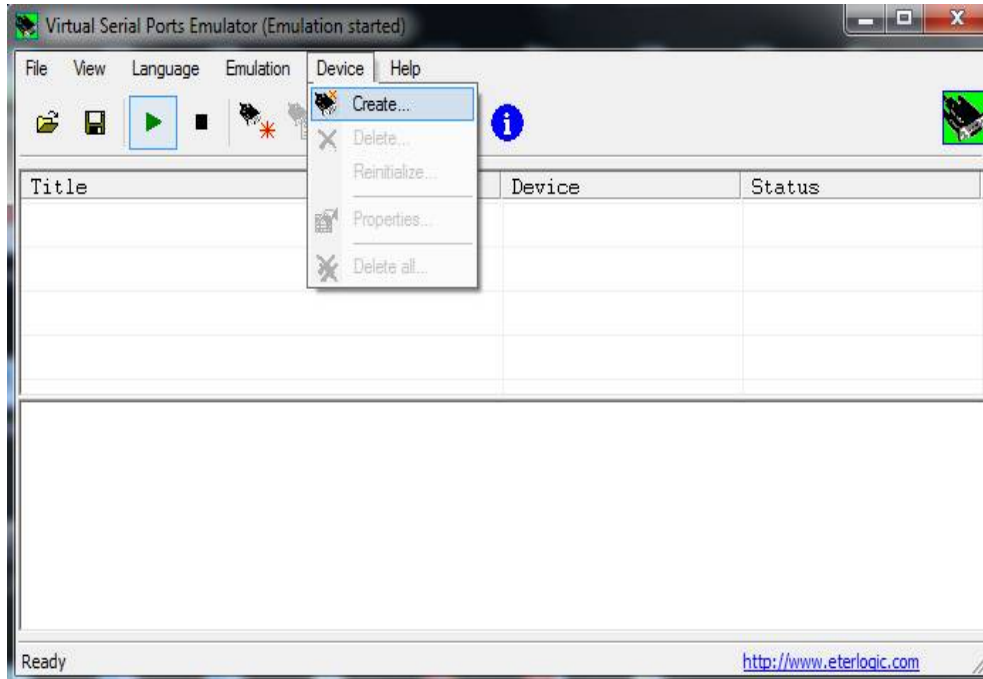 Virtual Serial Ports Emulator (Emulation started)
File View Language Emulation Device Help
Create...
Delete...
Reinitialize...
Properties...
Delete all...
Title Device Status
Ready http://www.eterlogic.com